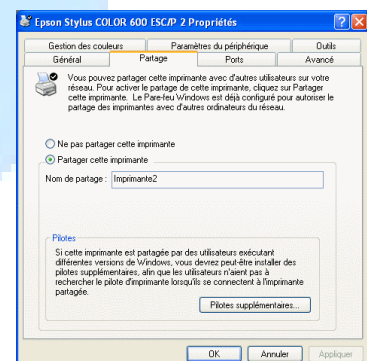 Epson Stylus COLOR 600 ESC/P 2 Propriétés
Gestion des couleurs Paramètres du périphérique Outils
Général Partage Ports Avancé
Vous pouvez partager cette imprimante avec d'autres utilisateurs sur votre
réseau. Pour activer le partage de cette imprimante, cliquez sur Partager
cette imprimante. Le Pare-feu Windows est déjà configuré pour autoriser le
partage des imprimantes avec d'autres ordinateurs du réseau.
Ne pas partager cette imprimante
Partager cette imprimante
Nom de partage : Imprimante2
Pilotes
Si cette imprimante est partagée par des utilisateurs exécutant
différentes versions de Windows, vous devrez peut-être installer des
pilotes supplémentaires, afin que les utilisateurs n'aient pas à
rechercher le pilote d'imprimante lorsqu'ils se connectent à l'imprimante
partagée.
Pilotes supplémentaires...
OK Annuler Appliquer